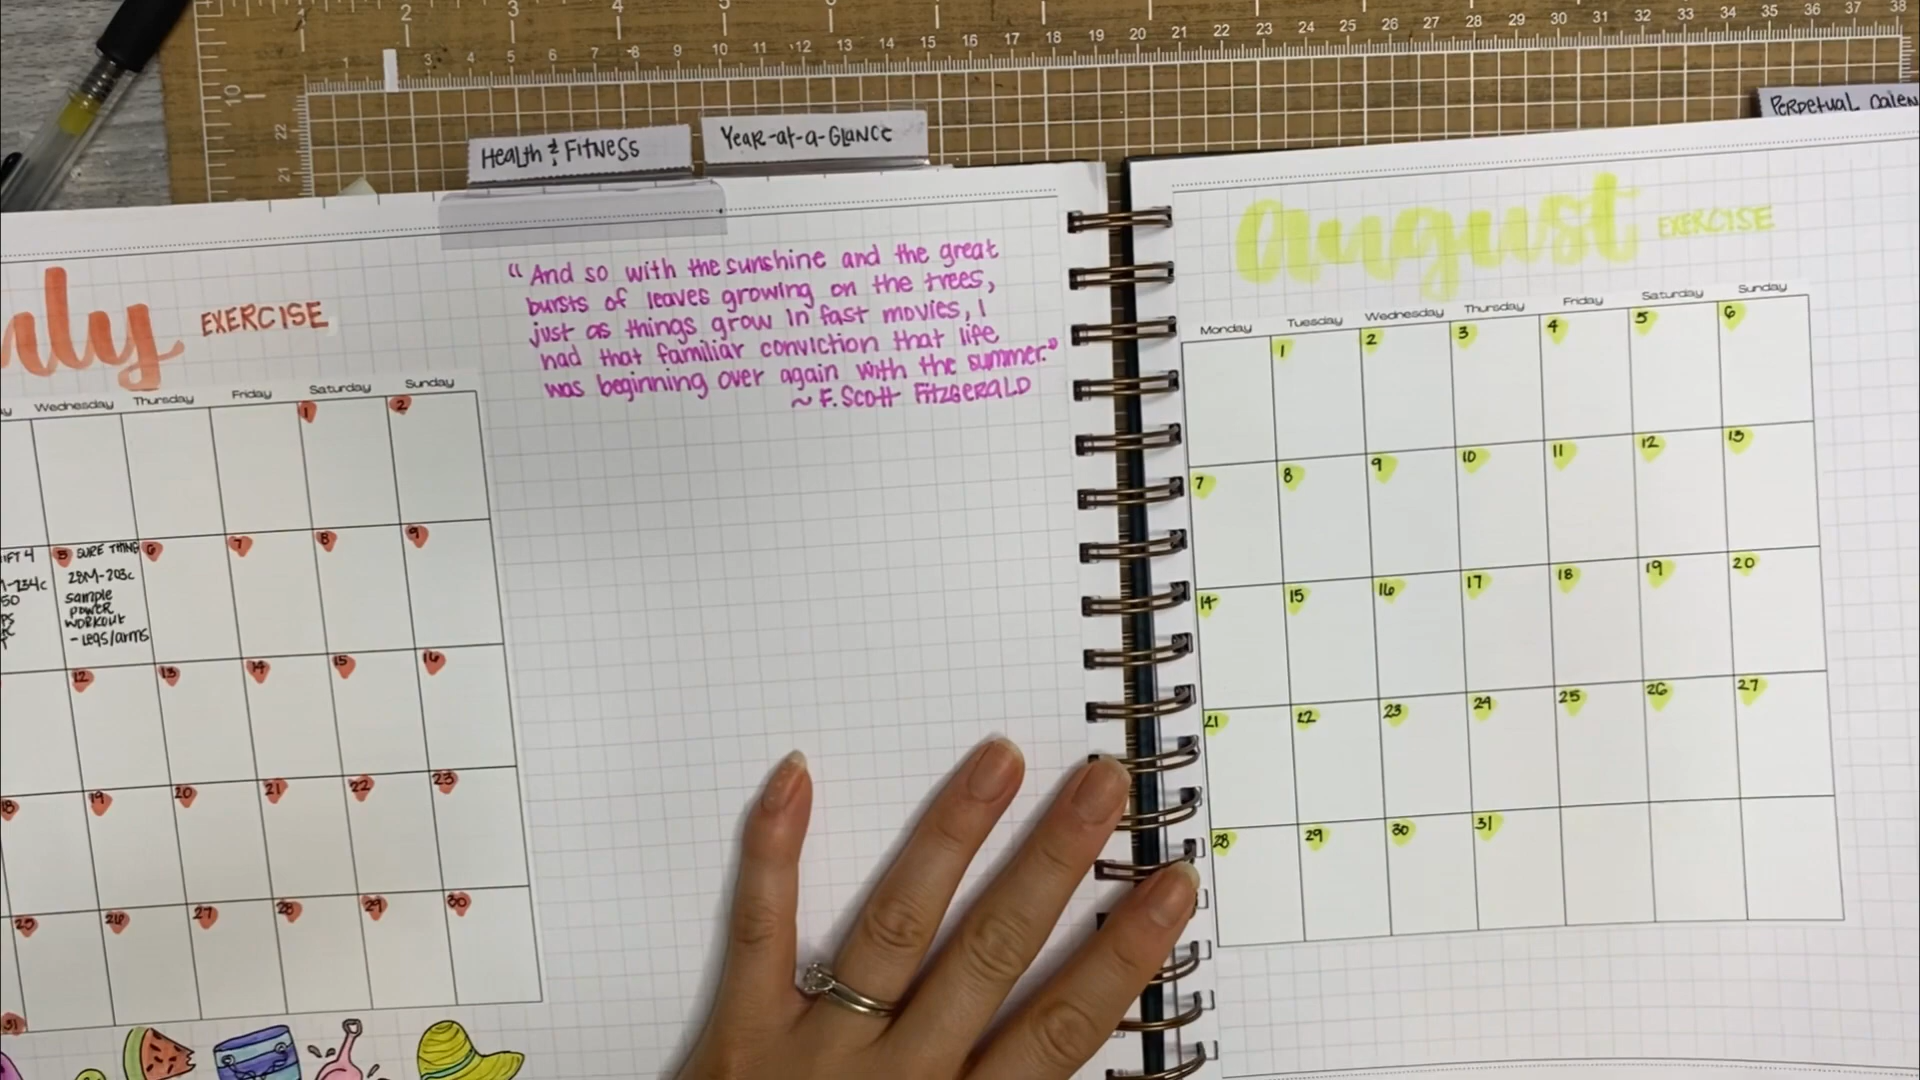 Health & Fitness
Year-at-a-Glance
Perpetual
EXERCISE
Wednesday Thursday Friday Saturday Sunday
1 2
5 SURE THING 6 7 8 9
28M-203c
sample
power
workout
- Legs/arms
12 13 14 15 16
18 19 20 21 22 23
25 26 27 28 29 30
31
"And so with the sunshine and the great
bursts of leaves growing on the trees,
just as things grow in fast movies, I
had that familiar conviction that life
was beginning over again with the summer."
~ F. Scott Fitzgerald
august EXERCISE
Monday Tuesday Wednesday Thursday Friday Saturday Sunday
1 2 3 4 5 6
7 8 9 10 11 12 13
14 15 16 17 18 19 20
21 22 23 24 25 26 27
28 29 30 31